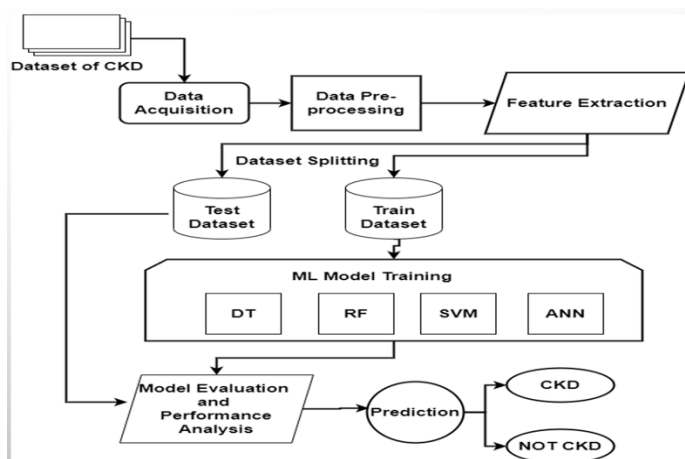 Dataset of CKD
Data
Acquisition
Data Pre-
processing
Feature Extraction
Dataset Splitting
Test
Dataset
Train
Dataset
ML Model Training
DT
RF
SVM
ANN
Model Evaluation
and
Performance
Analysis
Prediction
CKD
NOT CKD